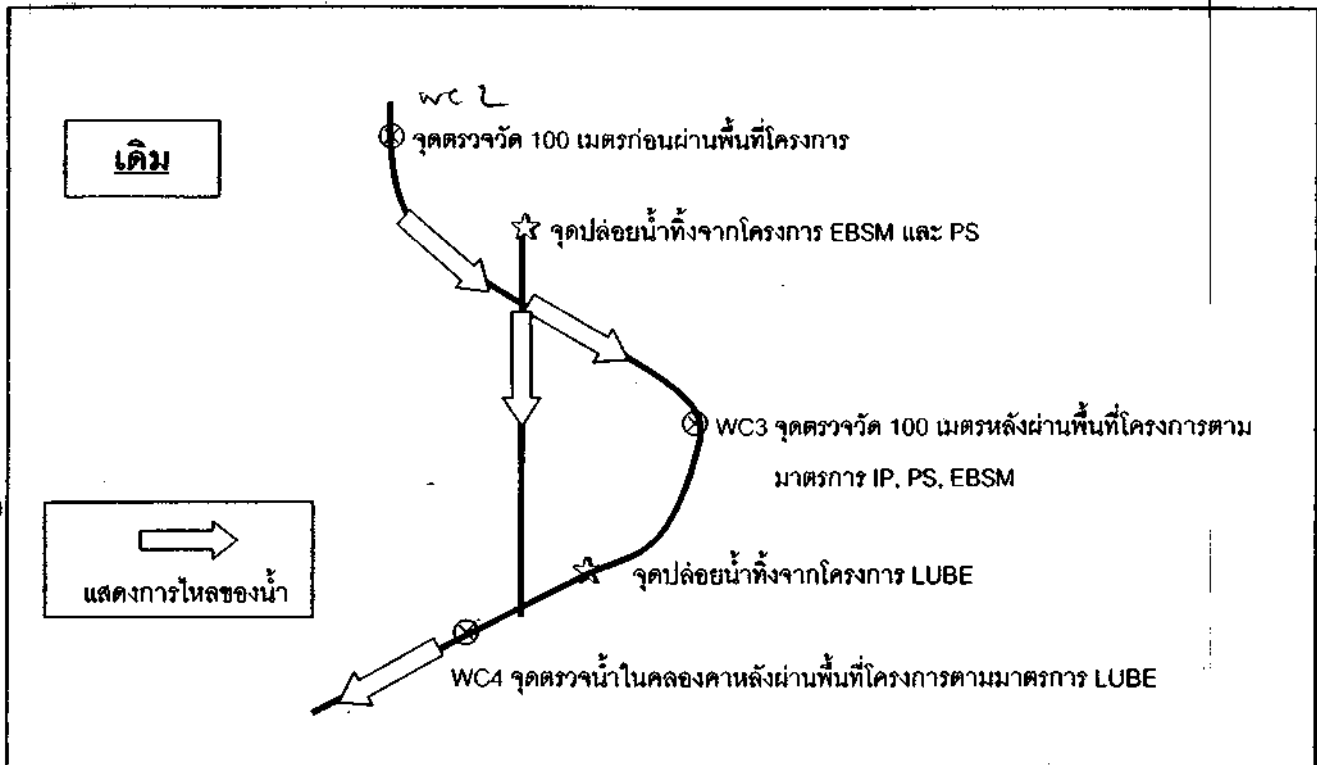 wc 2
เดิม
จุดตรวจวัด 100 เมตรก่อนผ่านพื้นที่โครงการ
จุดปล่อยน้ำทิ้งจากโครงการ EBSM และ PS
WC3 จุดตรวจวัด 100 เมตรหลังผ่านพื้นที่โครงการตาม
มาตรการ IP, PS, EBSM
แสดงการไหลของน้ำ
จุดปล่อยน้ำทิ้งจากโครงการ LUBE
WC4 จุดตรวจน้ำในคลองคาหลังผ่านพื้นที่โครงการตามมาตรการ LUBE